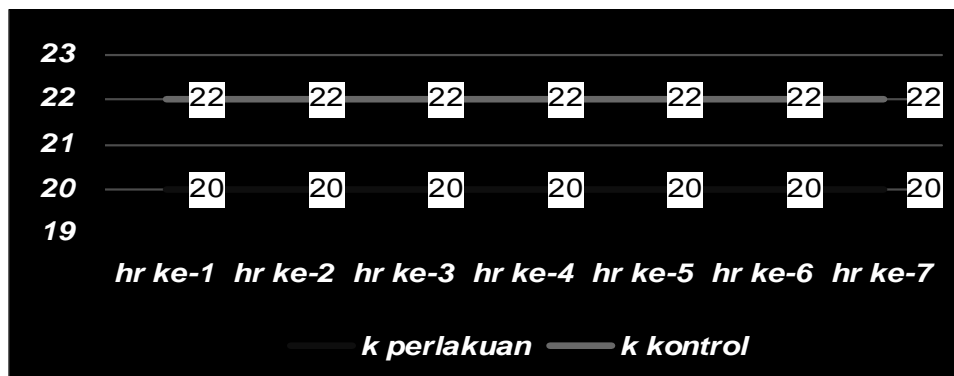 23
22 22 22 22 22 22 22 22
21
20 20 20 20 20 20 20 20
19
hr ke-1 hr ke-2 hr ke-3 hr ke-4 hr ke-5 hr ke-6 hr ke-7
k perlakuan k kontrol